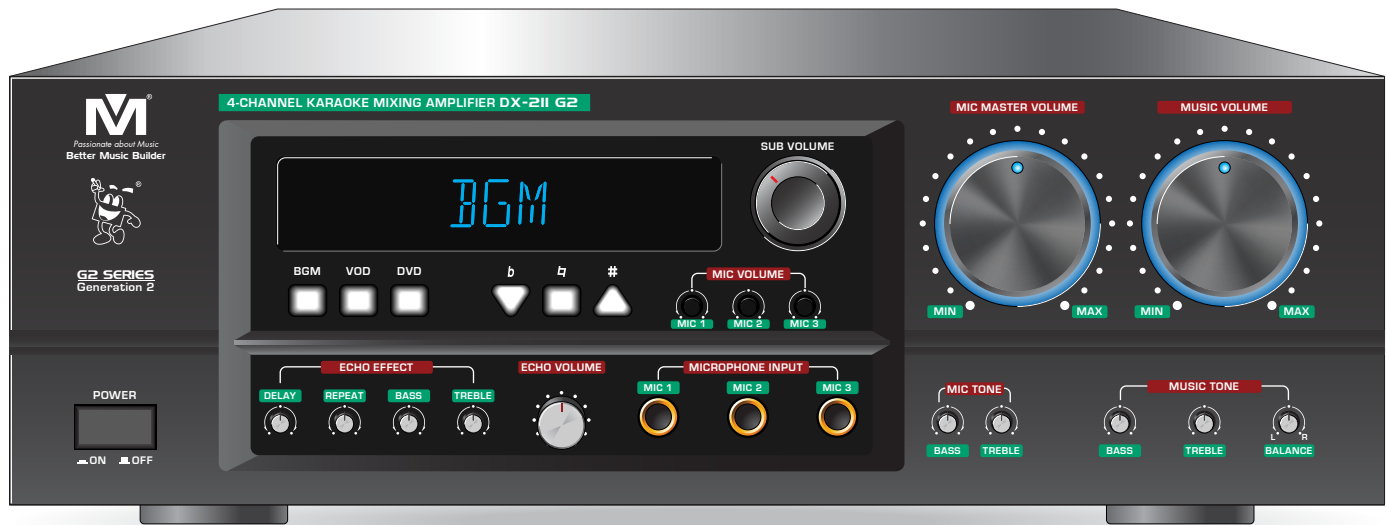 M®
Passionate about Music
Better Music Builder
®
G2 SERIES
Generation 2
POWER
ON OFF
4-CHANNEL KARAOKE MIXING AMPLIFIER DX-211 G2
BGM
SUB VOLUME
BGM VOD DVD ♭ ♮ #
MIC VOLUME
MIC 1 MIC 2 MIC 3
ECHO EFFECT
DELAY REPEAT BASS TREBLE
ECHO VOLUME
MICROPHONE INPUT
MIC 1 MIC 2 MIC 3
MIC MASTER VOLUME
MIN MAX
MUSIC VOLUME
MIN MAX
MIC TONE
BASS TREBLE
MUSIC TONE
L R
BASS TREBLE BALANCE